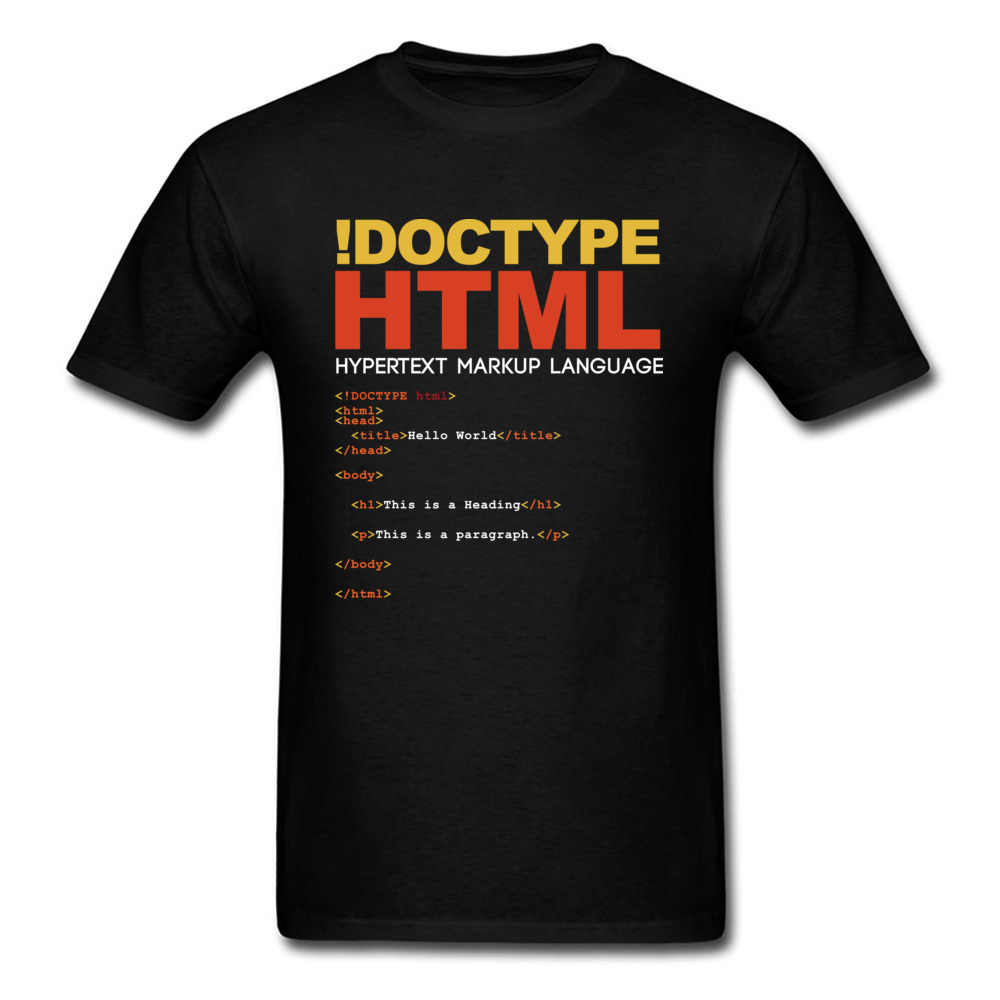 !DOCTYPE
HTML
HYPERTEXT MARKUP LANGUAGE
<!DOCTYPE html>
<html>
<head>
<title>Hello World</title>
</head>
<body>
<h1>This is a Heading</h1>
<p>This is a paragraph.</p>
</body>
</html>